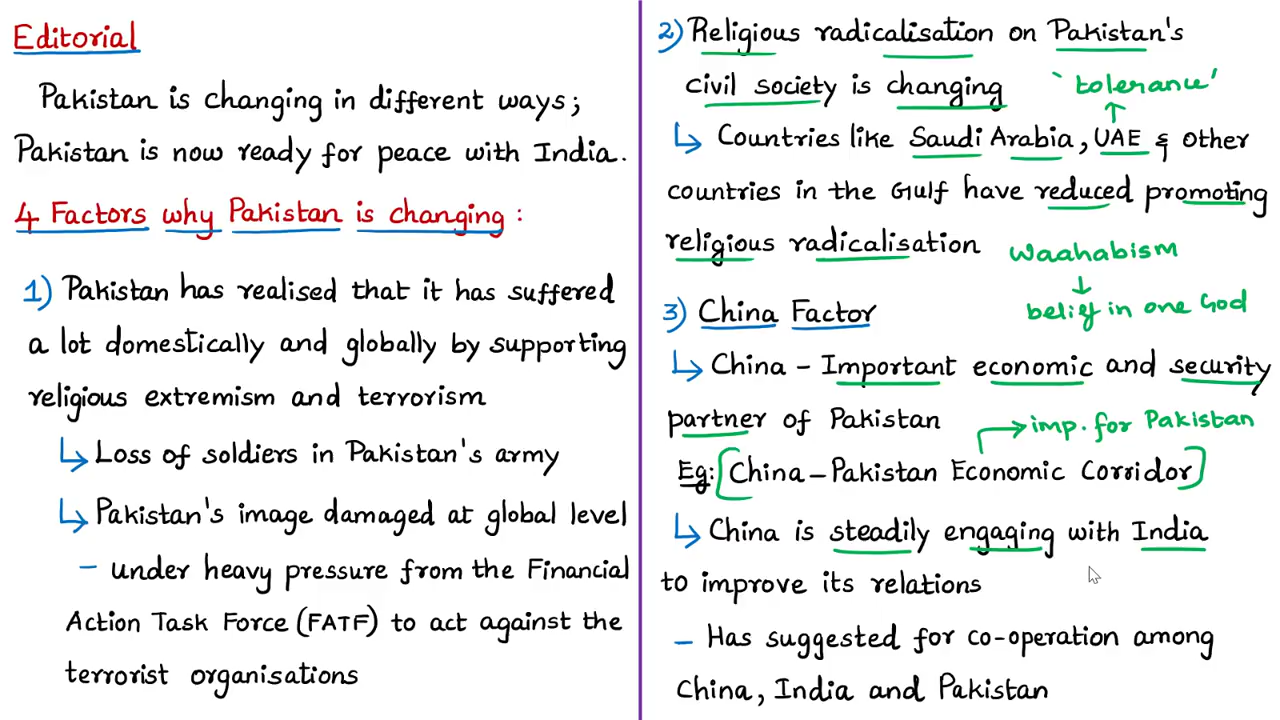 Editorial
Pakistan is changing in different ways;
Pakistan is now ready for peace with India.
4 Factors why Pakistan is changing :
1) Pakistan has realised that it has suffered
a lot domestically and globally by supporting
religious extremism and terrorism
↳ Loss of soldiers in Pakistan's army
↳ Pakistan's image damaged at global level
– under heavy pressure from the Financial
Action Task Force (FATF) to act against the
terrorist organisations
2) Religious radicalisation on Pakistan's
civil society is changing
'tolerance'
↳ Countries like Saudi Arabia, UAE & other
countries in the Gulf have reduced promoting
religious radicalisation
waahabism
↓
belief in one God
3) China Factor
↳ China – Important economic and security
partner of Pakistan
→ imp. for Pakistan
Eg: [China – Pakistan Economic Corridor]
↳ China is steadily engaging with India
to improve its relations
– Has suggested for co-operation among
China, India and Pakistan